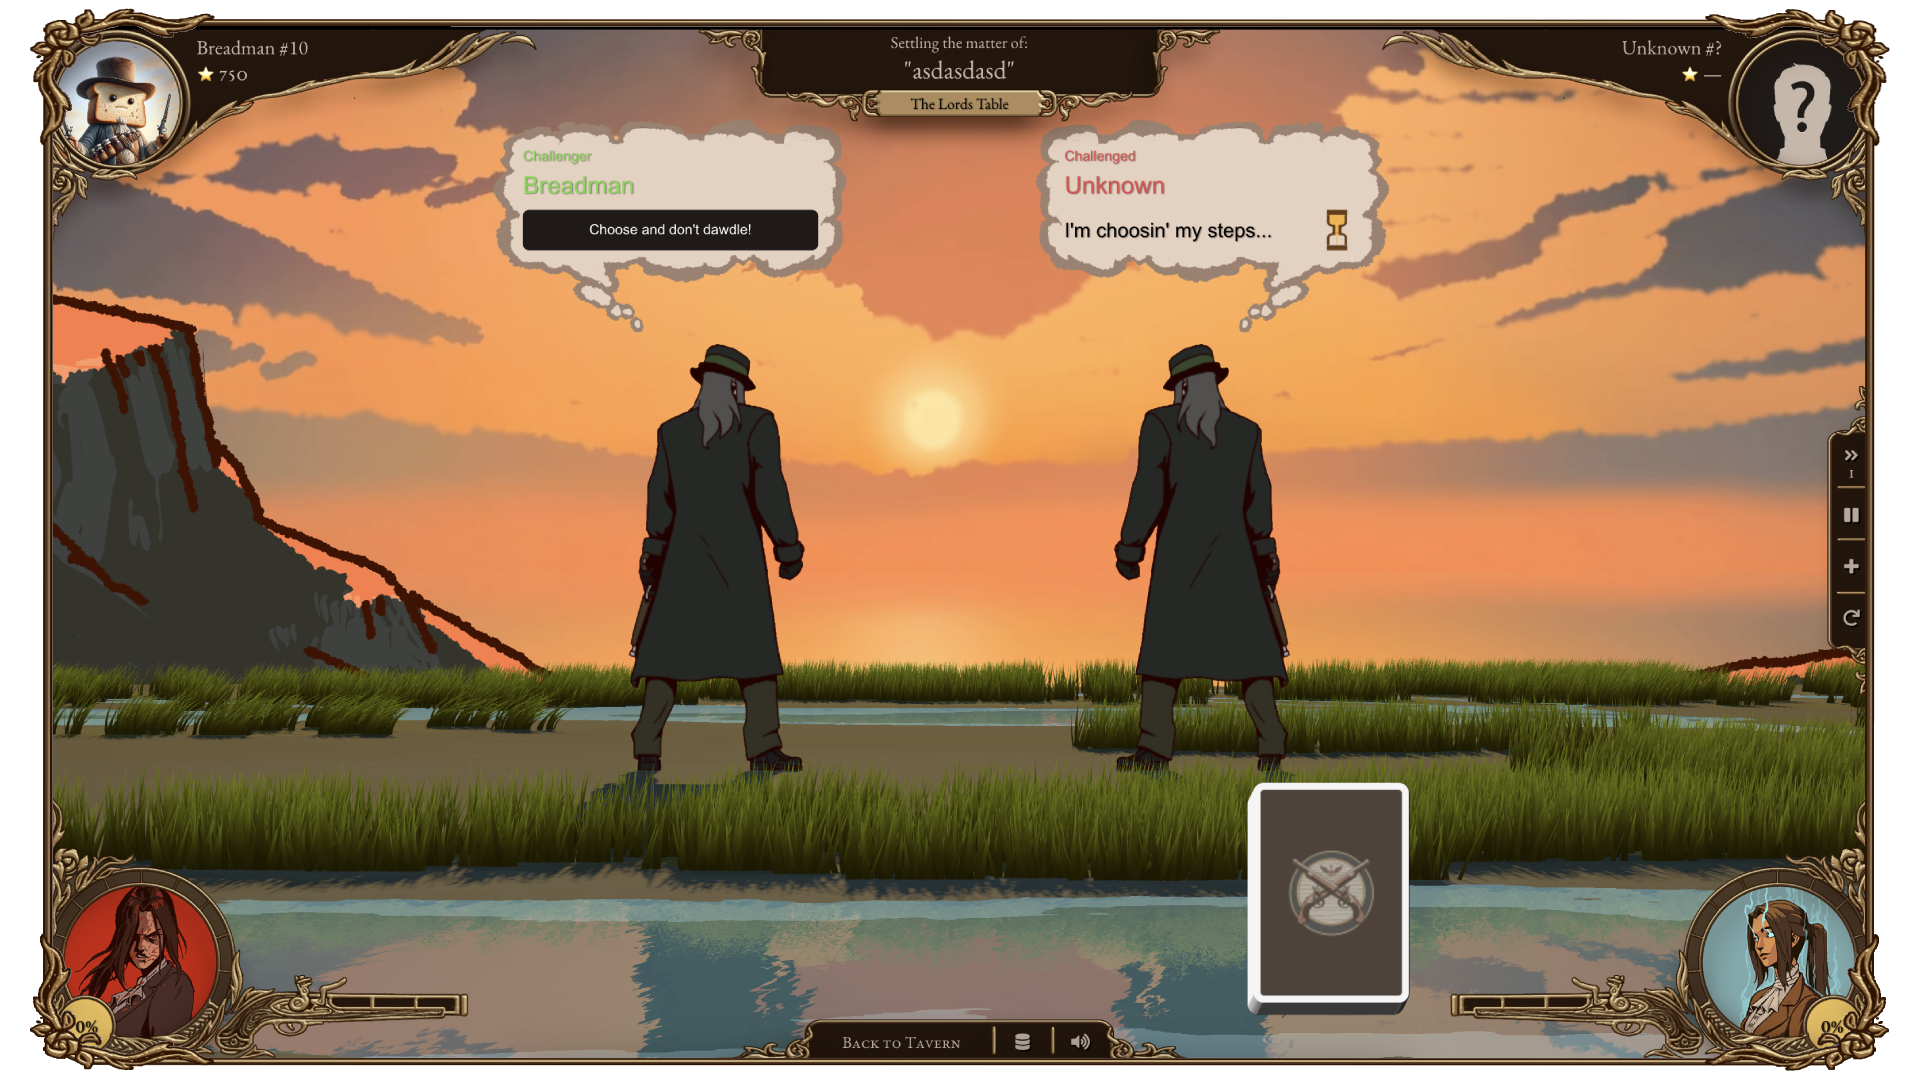 Breadman #10
750
Settling the matter of:
"asdasdasd"
The Lords Table
Unknown #?
—
?
Challenger
Breadman
Choose and don't dawdle!
Challenged
Unknown
I'm choosin' my steps...
1
0%
Back to Tavern
0%